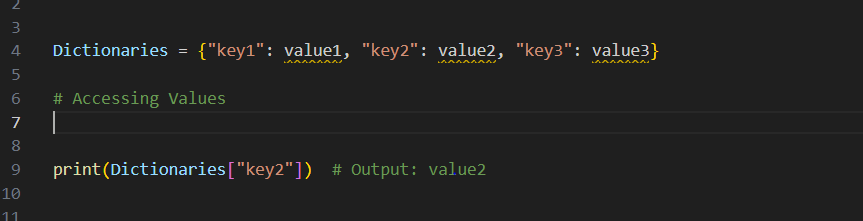 2
3
4 Dictionaries = {"key1": value1, "key2": value2, "key3": value3}
5
6 # Accessing Values
7
8
9 print(Dictionaries["key2"])  # Output: value2
10
11